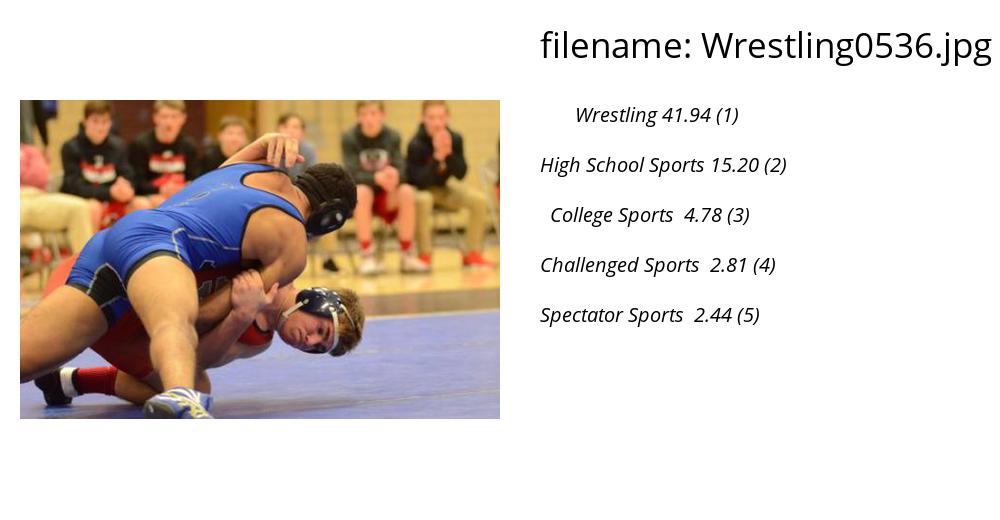 filename: Wrestling0536.jpg
Wrestling 41.94 (1)
High School Sports 15.20 (2)
College Sports 4.78 (3)
Challenged Sports 2.81 (4)
Spectator Sports 2.44 (5)